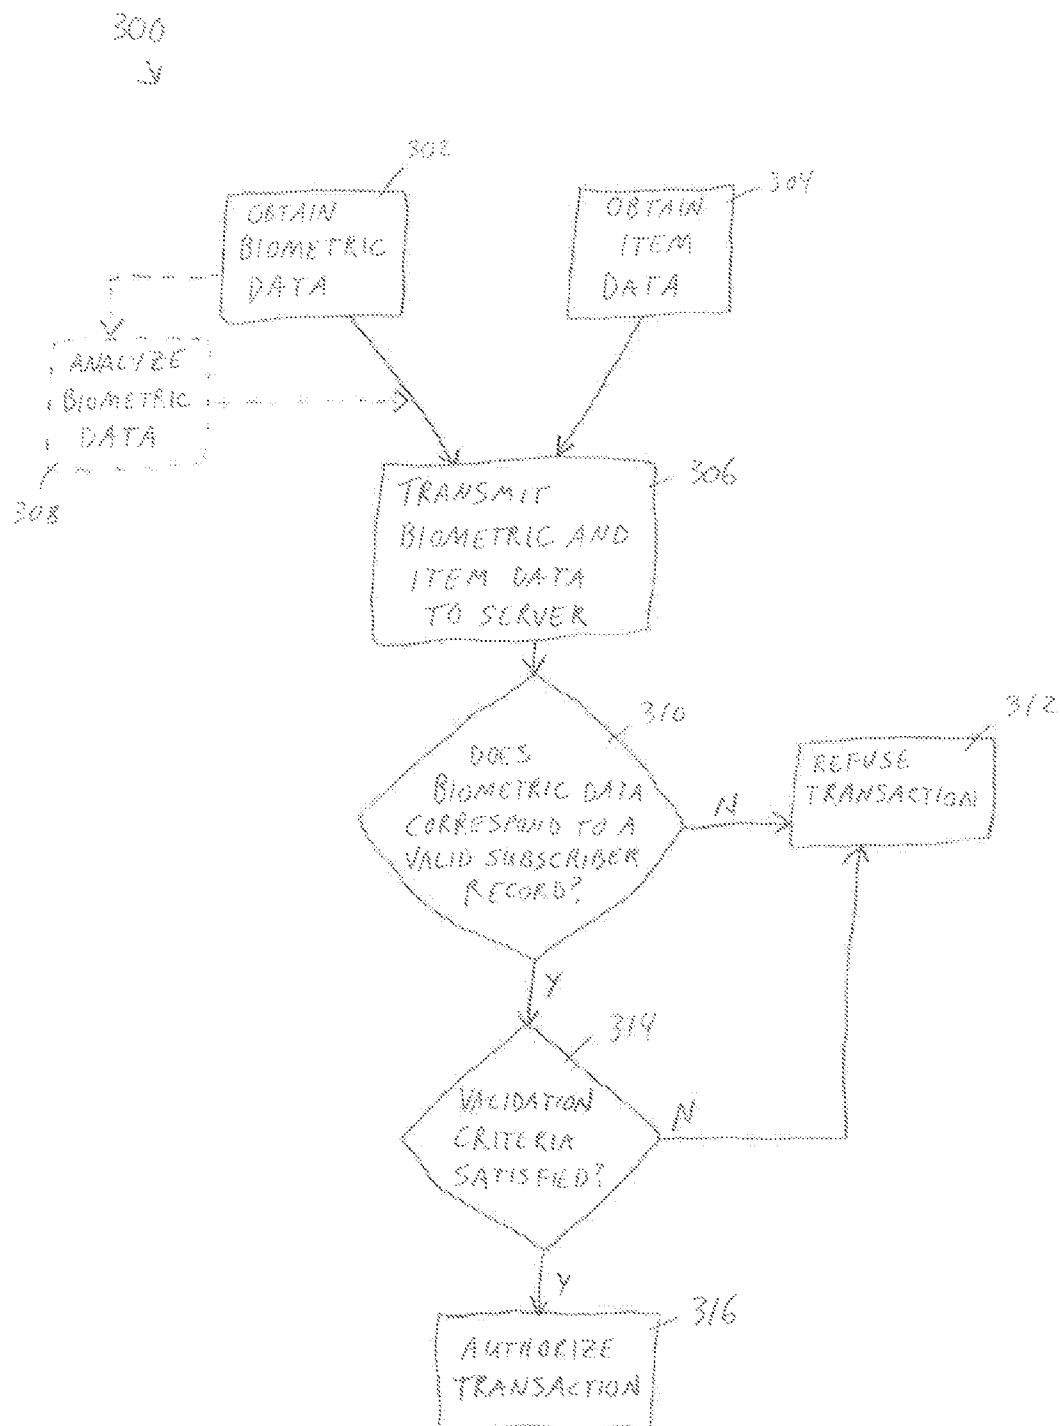 300
302
OBTAIN
BIOMETRIC
DATA
304
OBTAIN
ITEM
DATA
ANALYZE
BIOMETRIC
DATA
308
306
TRANSMIT
BIOMETRIC AND
ITEM DATA
TO SERVER
310
DOES
BIOMETRIC DATA
CORRESPOND TO A
VALID SUBSCRIBER
RECORD?
N
312
REFUSE
TRANSACTION
Y
314
VALIDATION
CRITERIA
SATISFIED?
N
Y
316
AUTHORIZE
TRANSACTION